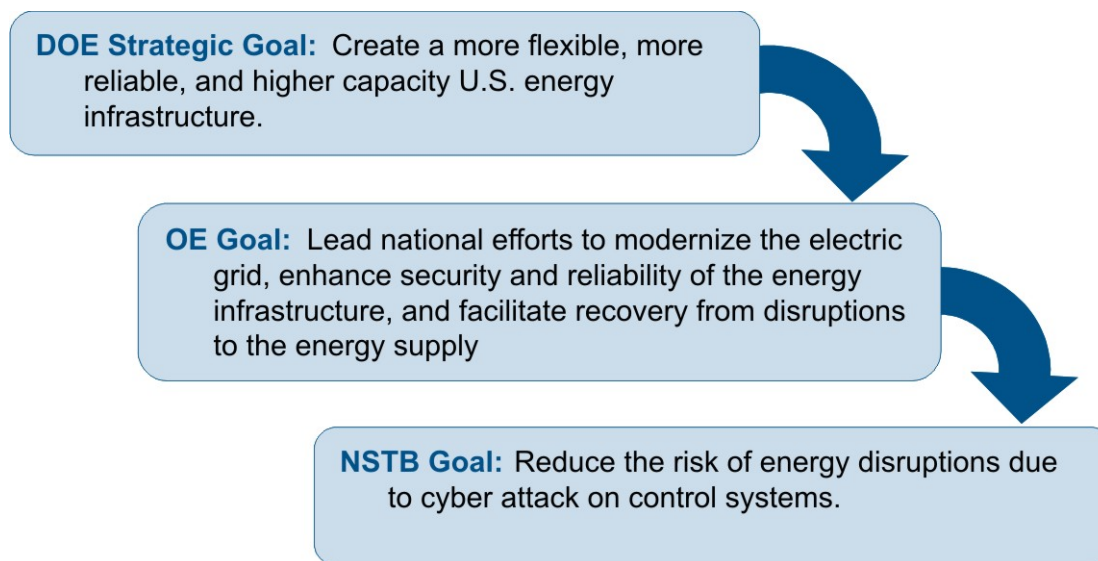 DOE Strategic Goal: Create a more flexible, more
reliable, and higher capacity U.S. energy
infrastructure.
OE Goal: Lead national efforts to modernize the electric
grid, enhance security and reliability of the energy
infrastructure, and facilitate recovery from disruptions
to the energy supply
NSTB Goal: Reduce the risk of energy disruptions due
to cyber attack on control systems.